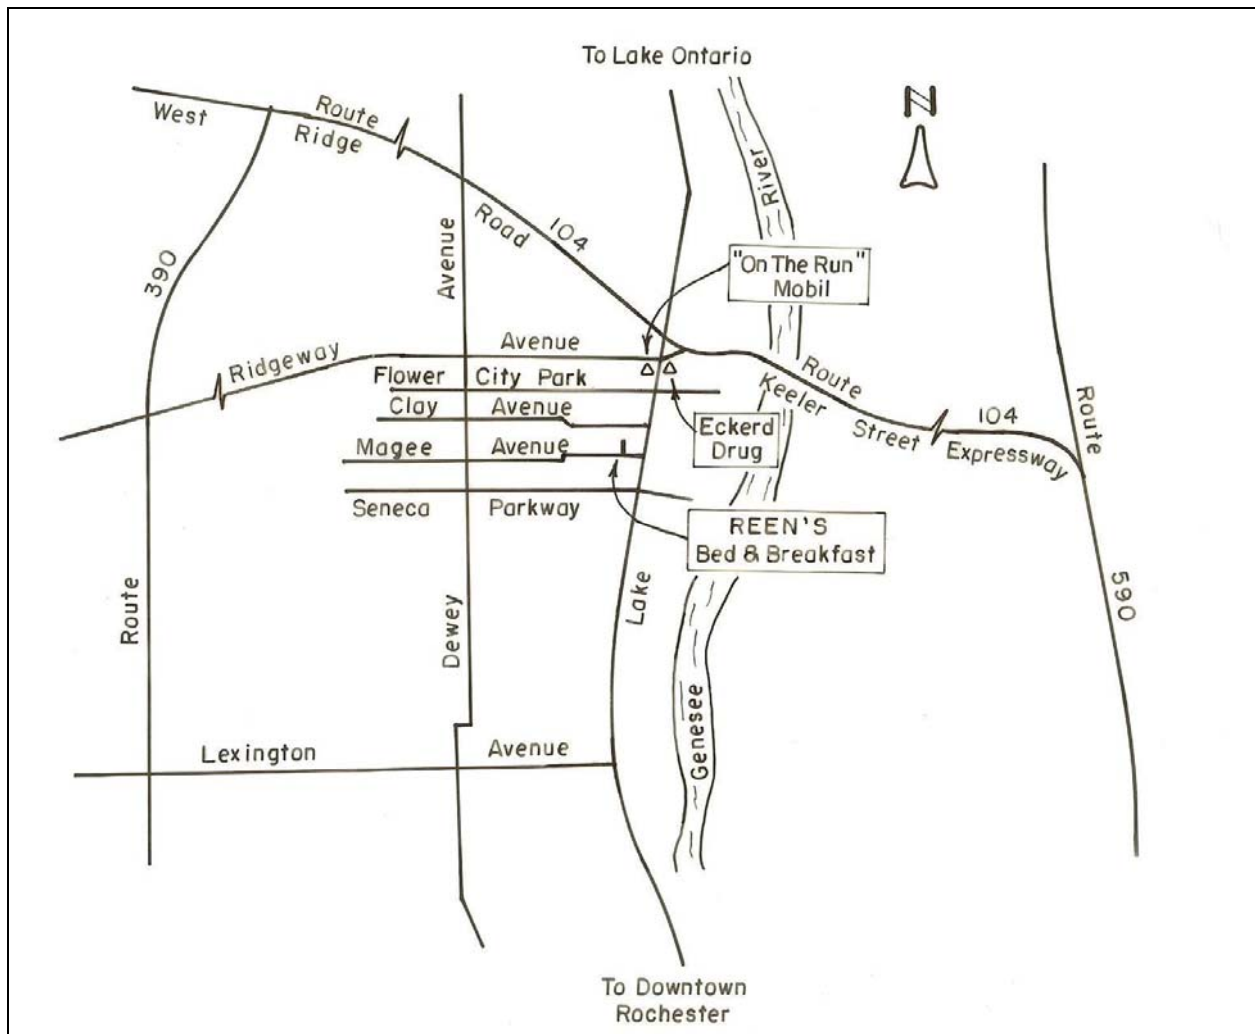 To Lake Ontario
N
West Route
Ridge
Road
104
390
Route
Avenue
Dewey
River
Genesee
"On The Run"
Mobil
Ridgeway Avenue
Flower City Park
Clay Avenue
Magee Avenue
Seneca Parkway
Eckerd
Drug
REEN'S
Bed & Breakfast
Route
104
Keeler Street Expressway
Route
590
Lake
Lexington Avenue
To Downtown
Rochester